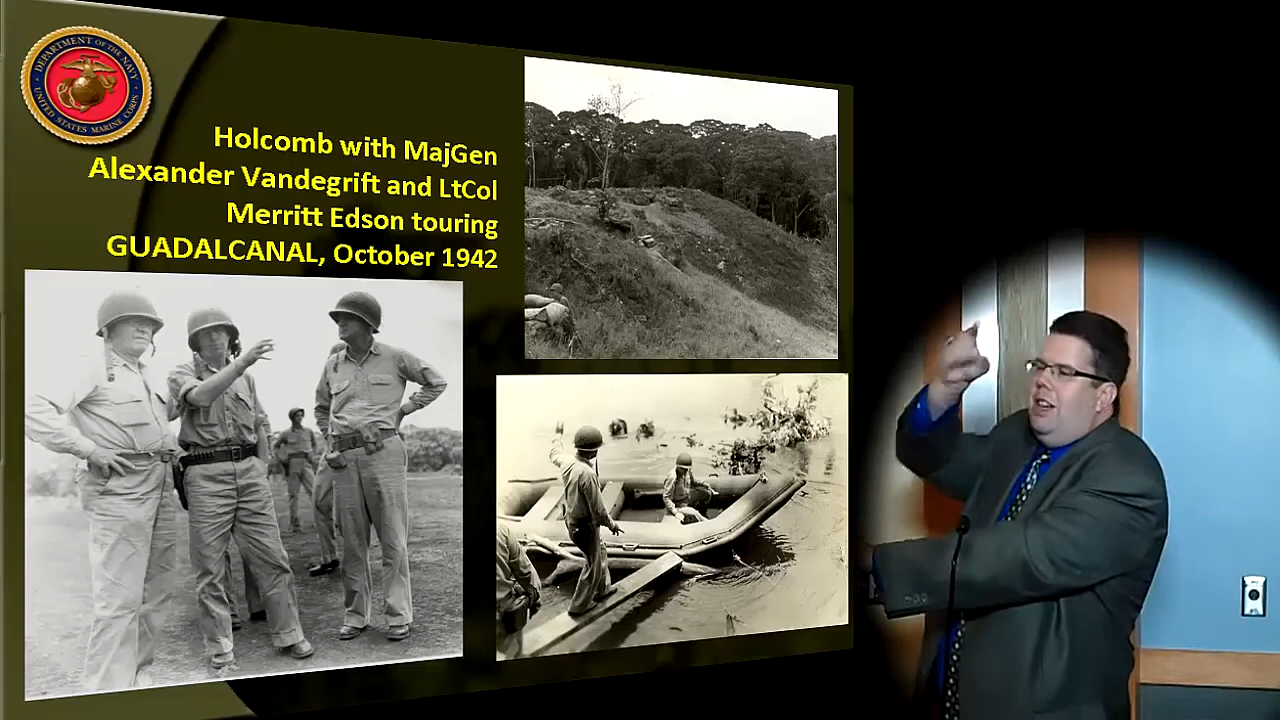 DEPARTMENT OF THE NAVY
UNITED STATES MARINE CORPS
Holcomb with MajGen
Alexander Vandegrift and LtCol
Merritt Edson touring
GUADALCANAL, October 1942